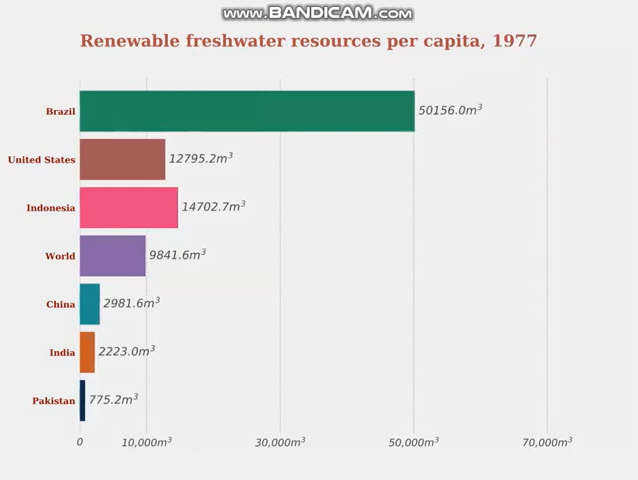 www.BANDICAM.com
Renewable freshwater resources per capita, 1977
Brazil 50156.0m³
United States 12795.2m³
Indonesia 14702.7m³
World 9841.6m³
China 2981.6m³
India 2223.0m³
Pakistan 775.2m³
0 10,000m³ 30,000m³ 50,000m³ 70,000m³